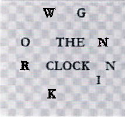 W G
O THE N
R CLOCK N
I
K